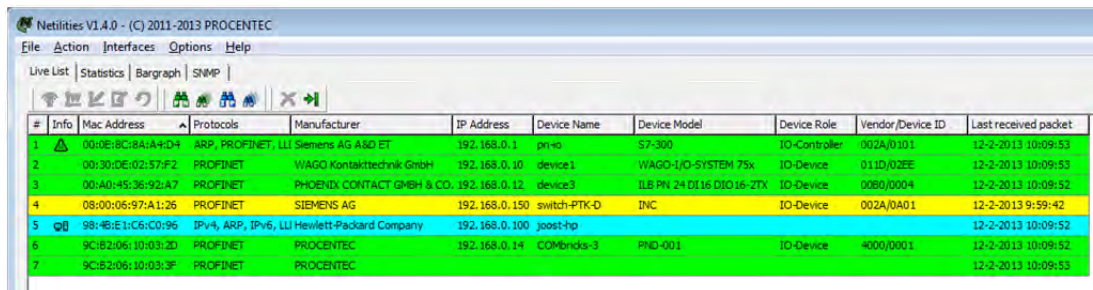 Netilities V1.4.0 - (C) 2011-2013 PROCENTEC
File Action Interfaces Options Help
Live List Statistics Bargraph SNMP
# Info Mac Address Protocols Manufacturer IP Address Device Name Device Model Device Role Vendor/Device ID Last received packet
1 00:0E:8C:8A:A4:D4 ARP, PROFINET, LLI Siemens AG A&D ET 192.168.0.1 pn-io S7-300 IO-Controller 002A/0101 12-2-2013 10:09:53
2 00:30:DE:02:57:F2 PROFINET WAGO Kontakttechnik GmbH 192.168.0.10 device1 WAGO-I/O-SYSTEM 75x IO-Device 011D/02EE 12-2-2013 10:09:53
3 00:A0:45:36:92:A7 PROFINET PHOENIX CONTACT GMBH & CO. 192.168.0.12 device3 ILB PN 24 DI16 DIO16-2TX IO-Device 00B0/0004 12-2-2013 10:09:52
4 08:00:06:97:A1:26 PROFINET SIEMENS AG 192.168.0.150 switch-PTK-D INC IO-Device 002A/0A01 12-2-2013 9:59:42
5 98:4B:E1:C6:C0:96 IPv4, ARP, IPv6, LLI Hewlett-Packard Company 192.168.0.100 joost-hp 12-2-2013 10:09:52
6 9C:B2:06:10:03:2D PROFINET PROCENTEC 192.168.0.14 COMbricks-3 PND-001 IO-Device 4000/0001 12-2-2013 10:09:52
7 9C:B2:06:10:03:3F PROFINET PROCENTEC 12-2-2013 10:09:53